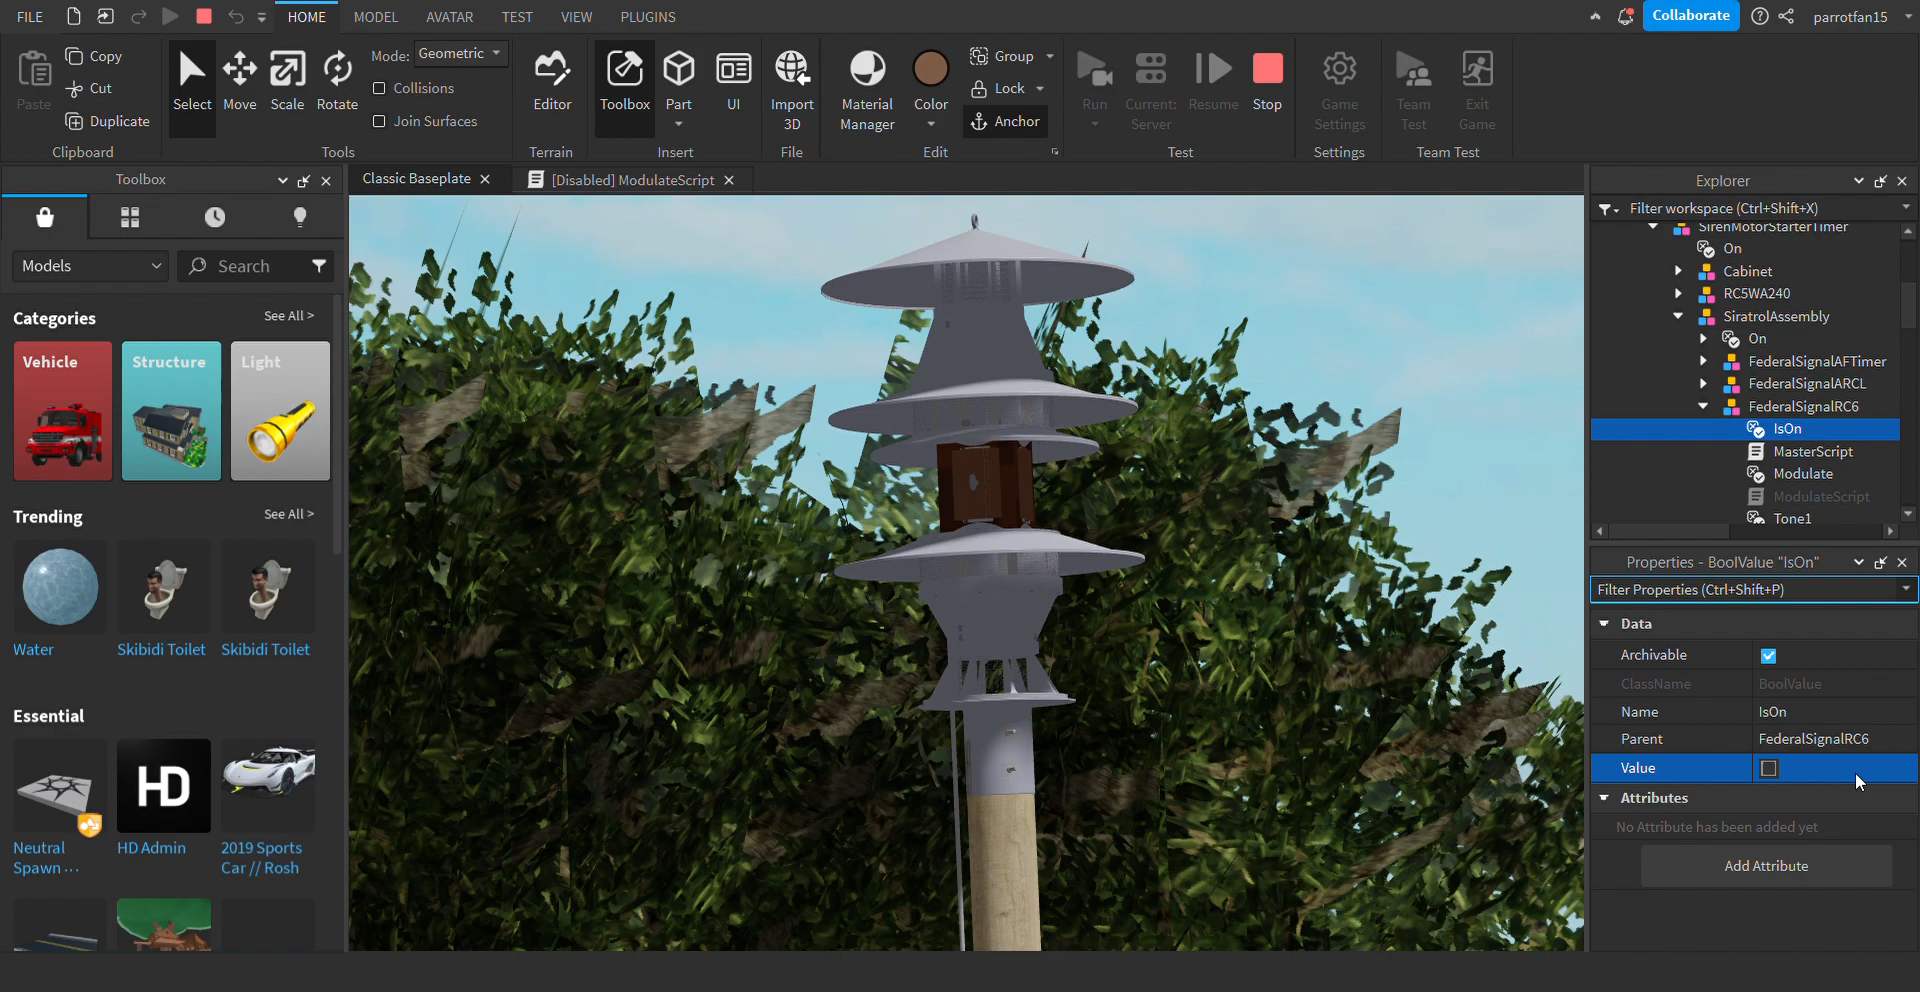 FILE
HOME
MODEL
AVATAR
TEST
VIEW
PLUGINS
Collaborate
parrotfan15
Paste
Copy
Cut
Duplicate
Clipboard
Select
Move
Scale
Rotate
Mode:
Geometric
Collisions
Join Surfaces
Tools
Editor
Terrain
Toolbox
Part
UI
Insert
Import
3D
File
Material
Manager
Color
Group
Lock
Anchor
Edit
Run
Current:
Server
Resume
Stop
Test
Game
Settings
Settings
Team
Test
Exit
Game
Team Test
Toolbox
Models
Search
Categories
See All >
Vehicle
Structure
Light
Trending
See All >
Water
Skibidi Toilet
Skibidi Toilet
Essential
HD
Neutral
Spawn ...
HD Admin
2019 Sports
Car // Rosh
Classic Baseplate
[Disabled] ModulateScript
Explorer
Filter workspace (Ctrl+Shift+X)
SirenMotorStarterTimer
On
Cabinet
RC5WA240
SiratrolAssembly
On
FederalSignalAFTimer
FederalSignalARCL
FederalSignalRC6
IsOn
MasterScript
Modulate
ModulateScript
Tone1
Properties - BoolValue "IsOn"
Filter Properties (Ctrl+Shift+P)
Data
Archivable
ClassName BoolValue
Name IsOn
Parent FederalSignalRC6
Value
Attributes
No Attribute has been added yet
Add Attribute